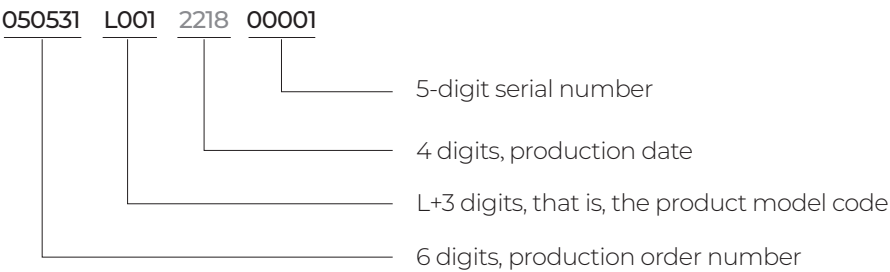 050531 L001 2218 00001
5-digit serial number
4 digits, production date
L+3 digits, that is, the product model code
6 digits, production order number